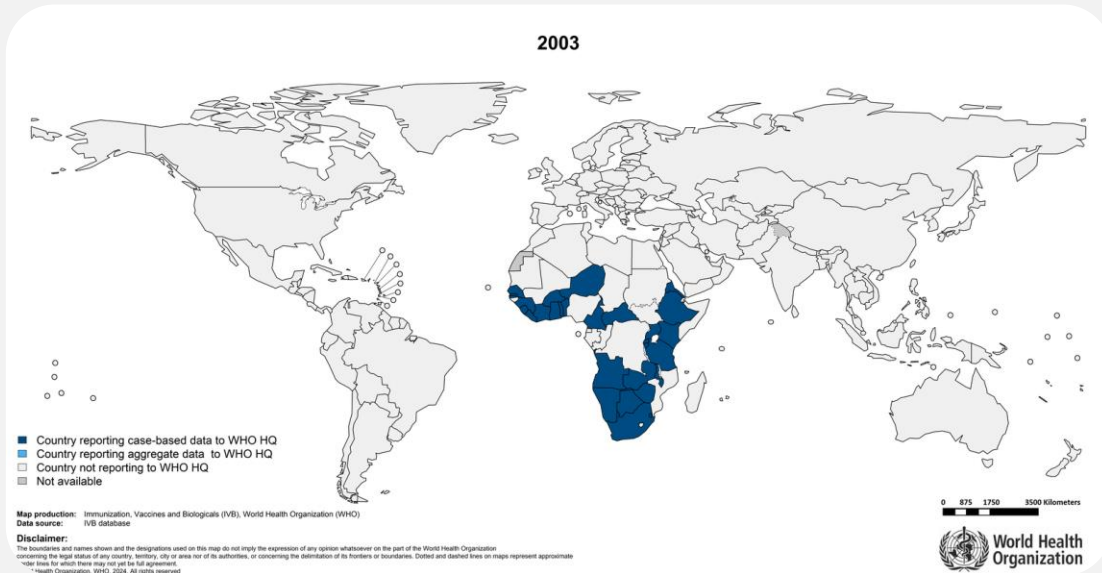 2003
Country reporting case-based data to WHO HQ
Country reporting aggregate data to WHO HQ
Country not reporting to WHO HQ
Not available
Map production: Immunization, Vaccines and Biologicals (IVB), World Health Organization (WHO)
Data source: IVB database
Disclaimer:
The boundaries and names shown and the designations used on this map do not imply the expression of any opinion whatsoever on the part of the World Health Organization
concerning the legal status of any country, territory, city or area nor of its authorities, or concerning the delimitation of its frontiers or boundaries. Dotted and dashed lines on maps represent approximate
lines for which there may not yet be full agreement.
Health Organization, WHO, 2024. All rights reserved
0 875 1750 3500 Kilometers
World Health
Organization